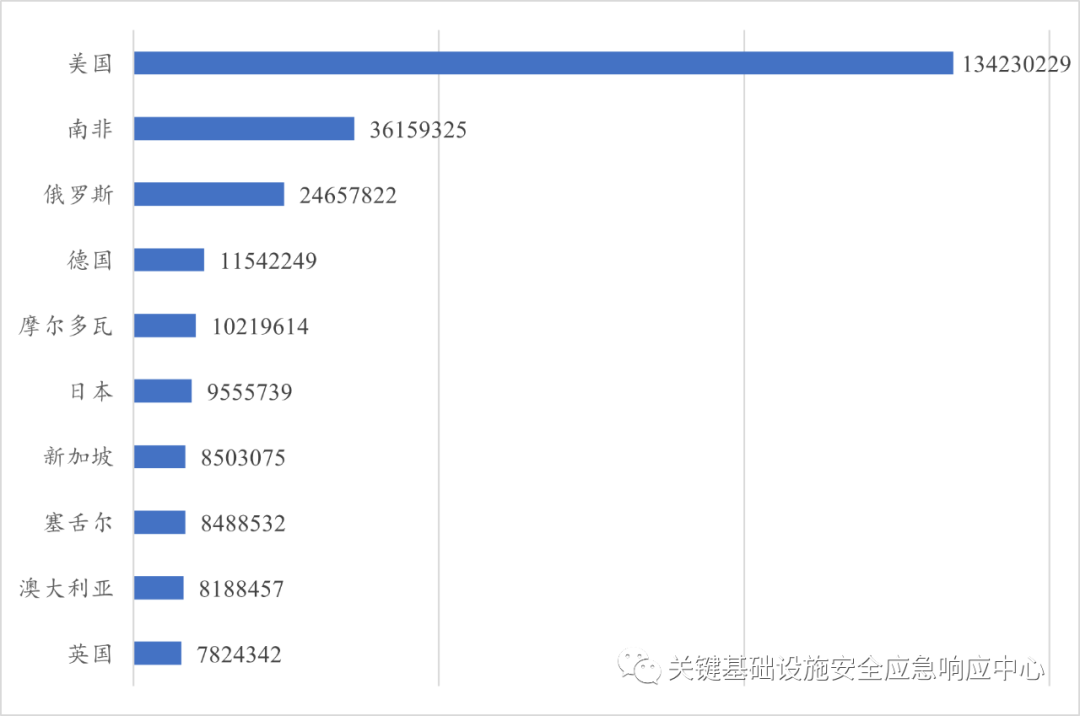 美国 134230229
南非 36159325
俄罗斯 24657822
德国 11542249
摩尔多瓦 10219614
日本 9555739
新加坡 8503075
塞舌尔 8488532
澳大利亚 8188457
英国 7824342
关键基础设施安全应急响应中心